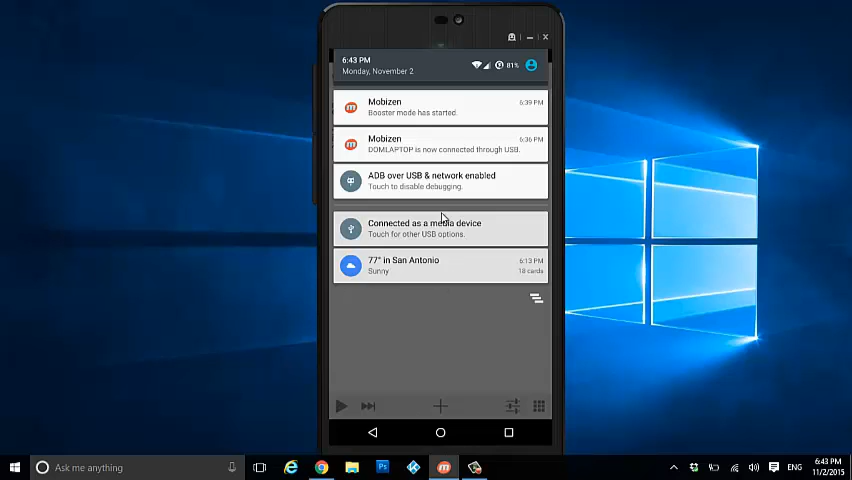 6:43 PM
Monday, November 2
81%
Mobizen
6:39 PM
Booster mode has started.
Mobizen
6:36 PM
DOMLAPTOP is now connected through USB.
ADB over USB & network enabled
Touch to disable debugging.
Connected as a media device
Touch for other USB options.
77° in San Antonio
6:13 PM
Sunny
18 cards
Ask me anything
ENG
6:43 PM
11/2/2015